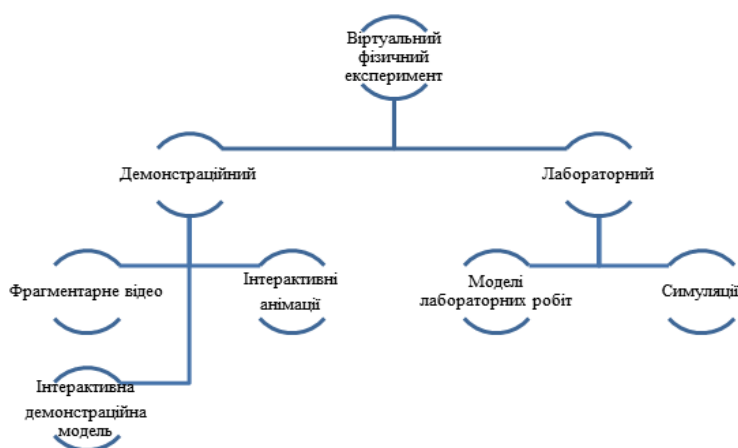 Віртуальний
фізичний
експеримент
Демонстраційний
Лабораторний
Фрагментарне відео
Інтерактивні
анімації
Моделі
лабораторних робіт
Симуляції
Інтерактивна
демонстраційна
модель